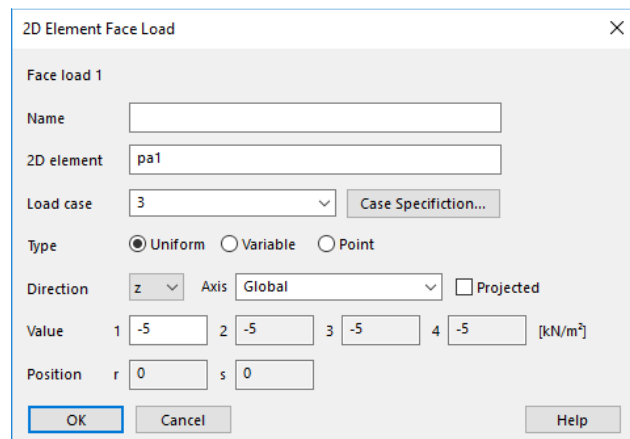 2D Element Face Load
Face load 1
Name
2D element pa1
Load case 3 Case Specifiction...
Type Uniform Variable Point
Direction z Axis Global Projected
Value 1 -5 2 -5 3 -5 4 -5 [kN/m²]
Position r 0 s 0
OK Cancel Help